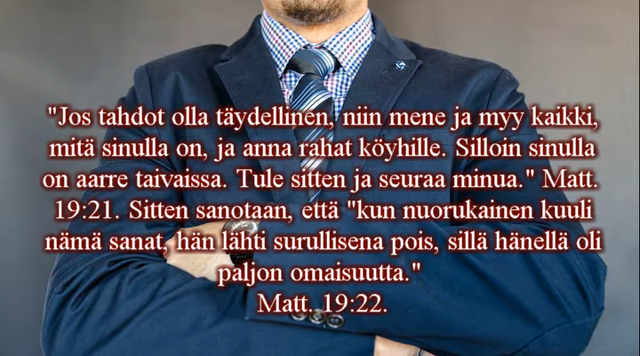 "Jos tahdot olla täydellinen, niin mene ja myy kaikki,
mitä sinulla on, ja anna rahat köyhille. Silloin sinulla
on aarre taivaissa. Tule sitten ja seuraa minua." Matt.
19:21. Sitten sanotaan, että "kun nuorukainen kuuli
nämä sanat, hän lähti surullisena pois, sillä hänellä oli
paljon omaisuutta."
Matt. 19:22.